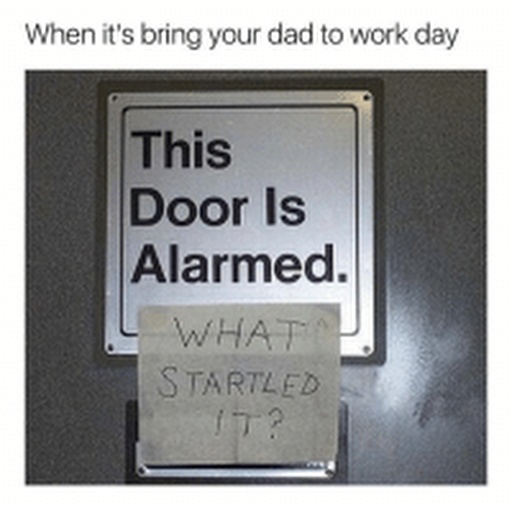 When it's bring your dad to work day
This
Door Is
Alarmed.
WHAT
STARTLED
IT?